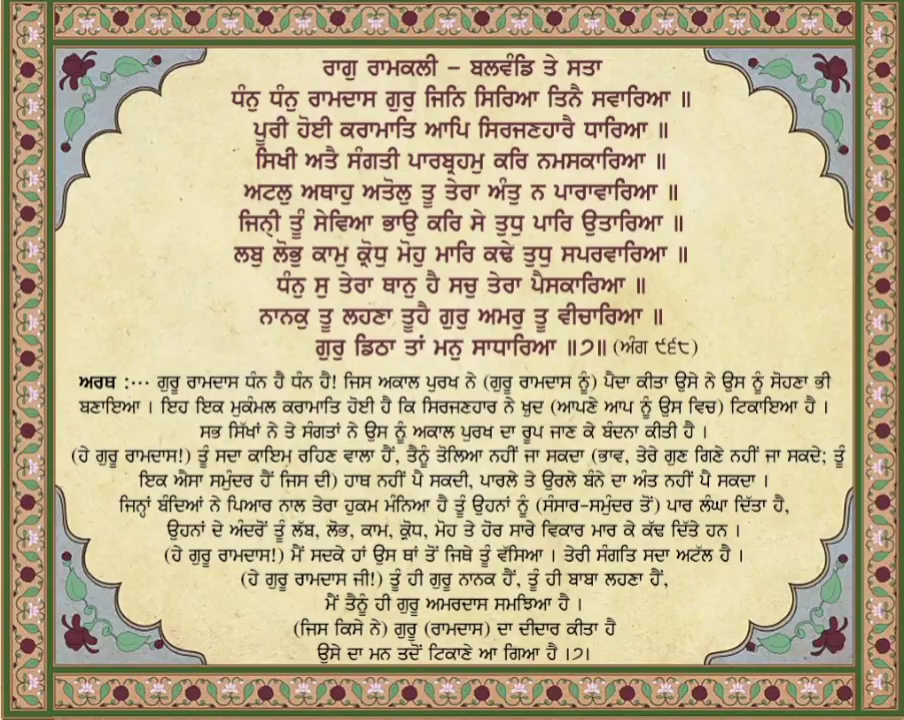 ਰਾਗੁ ਰਾਮਕਲੀ – ਬਲਵੰਡਿ ਤੇ ਸਤਾ
ਧੰਨੁ ਧੰਨੁ ਰਾਮਦਾਸ ਗੁਰੁ ਜਿਨਿ ਸਿਰਿਆ ਤਿਨੈ ਸਵਾਰਿਆ ॥
ਪੂਰੀ ਹੋਈ ਕਰਾਮਾਤਿ ਆਪਿ ਸਿਰਜਣਹਾਰੈ ਧਾਰਿਆ ॥
ਸਿਖੀ ਅਤੈ ਸੰਗਤੀ ਪਾਰਬ੍ਰਹਮੁ ਕਰਿ ਨਮਸਕਾਰਿਆ ॥
ਅਟਲੁ ਅਥਾਹੁ ਅਤੋਲੁ ਤੂ ਤੇਰਾ ਅੰਤੁ ਨ ਪਾਰਾਵਾਰਿਆ ॥
ਜਿਨ੍ਹੀ ਤੂੰ ਸੇਵਿਆ ਭਾਉ ਕਰਿ ਸੇ ਤੁਧੁ ਪਾਰਿ ਉਤਾਰਿਆ ॥
ਲਬੁ ਲੋਭੁ ਕਾਮੁ ਕ੍ਰੋਧੁ ਮੋਹੁ ਮਾਰਿ ਕਢੇ ਤੁਧੁ ਸਪਰਵਾਰਿਆ ॥
ਧੰਨੁ ਸੁ ਤੇਰਾ ਥਾਨੁ ਹੈ ਸਚੁ ਤੇਰਾ ਪੈਸਕਾਰਿਆ ॥
ਨਾਨਕੁ ਤੂ ਲਹਣਾ ਤੂਹੈ ਗੁਰੁ ਅਮਰੁ ਤੂ ਵੀਚਾਰਿਆ ॥
ਗੁਰੁ ਡਿਠਾ ਤਾਂ ਮਨੁ ਸਾਧਾਰਿਆ ॥੭॥ (ਅੰਗ ੯੬੮)
ਅਰਥ :… ਗੁਰੂ ਰਾਮਦਾਸ ਧੰਨ ਹੈ ਧੰਨ ਹੈ! ਜਿਸ ਅਕਾਲ ਪੁਰਖ ਨੇ (ਗੁਰੂ ਰਾਮਦਾਸ ਨੂੰ) ਪੈਦਾ ਕੀਤਾ ਉਸੇ ਨੇ ਉਸ ਨੂੰ ਸੋਹਣਾ ਭੀ
ਬਣਾਇਆ । ਇਹ ਇਕ ਮੁਕੰਮਲ ਕਰਾਮਾਤਿ ਹੋਈ ਹੈ ਕਿ ਸਿਰਜਣਹਾਰ ਨੇ ਖ਼ੁਦ (ਆਪਣੇ ਆਪ ਨੂੰ ਉਸ ਵਿਚ) ਟਿਕਾਇਆ ਹੈ ।
ਸਭ ਸਿੱਖਾਂ ਨੇ ਤੇ ਸੰਗਤਾਂ ਨੇ ਉਸ ਨੂੰ ਅਕਾਲ ਪੁਰਖ ਦਾ ਰੂਪ ਜਾਣ ਕੇ ਬੰਦਨਾ ਕੀਤੀ ਹੈ ।
(ਹੇ ਗੁਰੂ ਰਾਮਦਾਸ!) ਤੂੰ ਸਦਾ ਕਾਇਮ ਰਹਿਣ ਵਾਲਾ ਹੈਂ, ਤੈਨੂੰ ਤੋਲਿਆ ਨਹੀਂ ਜਾ ਸਕਦਾ (ਭਾਵ, ਤੇਰੇ ਗੁਣ ਗਿਣੇ ਨਹੀਂ ਜਾ ਸਕਦੇ; ਤੂੰ
ਇਕ ਐਸਾ ਸਮੁੰਦਰ ਹੈਂ ਜਿਸ ਦੀ) ਹਾਥ ਨਹੀਂ ਪੈ ਸਕਦੀ, ਪਾਰਲੇ ਤੇ ਉਰਲੇ ਬੰਨੇ ਦਾ ਅੰਤ ਨਹੀਂ ਪੈ ਸਕਦਾ ।
ਜਿਨ੍ਹਾਂ ਬੰਦਿਆਂ ਨੇ ਪਿਆਰ ਨਾਲ ਤੇਰਾ ਹੁਕਮ ਮੰਨਿਆ ਹੈ ਤੂੰ ਉਹਨਾਂ ਨੂੰ (ਸੰਸਾਰ-ਸਮੁੰਦਰ ਤੋਂ) ਪਾਰ ਲੰਘਾ ਦਿੱਤਾ ਹੈ,
ਉਹਨਾਂ ਦੇ ਅੰਦਰੋਂ ਤੂੰ ਲੱਬ, ਲੋਭ, ਕਾਮ, ਕ੍ਰੋਧ, ਮੋਹ ਤੇ ਹੋਰ ਸਾਰੇ ਵਿਕਾਰ ਮਾਰ ਕੇ ਕੱਢ ਦਿੱਤੇ ਹਨ ।
(ਹੇ ਗੁਰੂ ਰਾਮਦਾਸ!) ਮੈਂ ਸਦਕੇ ਹਾਂ ਉਸ ਥਾਂ ਤੋਂ ਜਿਥੇ ਤੂੰ ਵੱਸਿਆ । ਤੇਰੀ ਸੰਗਤਿ ਸਦਾ ਅਟੱਲ ਹੈ ।
(ਹੇ ਗੁਰੂ ਰਾਮਦਾਸ ਜੀ!) ਤੂੰ ਹੀ ਗੁਰੂ ਨਾਨਕ ਹੈਂ, ਤੂੰ ਹੀ ਬਾਬਾ ਲਹਣਾ ਹੈਂ,
ਮੈਂ ਤੈਨੂੰ ਹੀ ਗੁਰੂ ਅਮਰਦਾਸ ਸਮਝਿਆ ਹੈ ।
(ਜਿਸ ਕਿਸੇ ਨੇ) ਗੁਰੂ (ਰਾਮਦਾਸ) ਦਾ ਦੀਦਾਰ ਕੀਤਾ ਹੈ
ਉਸੇ ਦਾ ਮਨ ਤਦੋਂ ਟਿਕਾਣੇ ਆ ਗਿਆ ਹੈ ।੭।